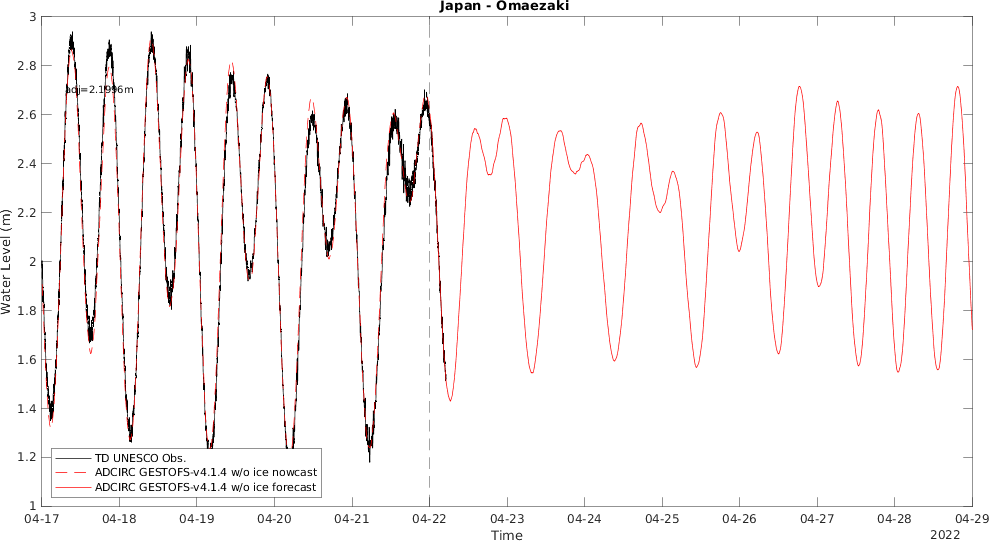 Japan - Omaezaki
3
2.8
2.6
2.4
2.2
2
1.8
1.6
1.4
1.2
1
Water Level (m)
adj=2.1996m
TD UNESCO Obs.
ADCIRC GESTOFS-v4.1.4 w/o ice nowcast
ADCIRC GESTOFS-v4.1.4 w/o ice forecast
04-17 04-18 04-19 04-20 04-21 04-22 04-23 04-24 04-25 04-26 04-27 04-28 04-29
Time
2022